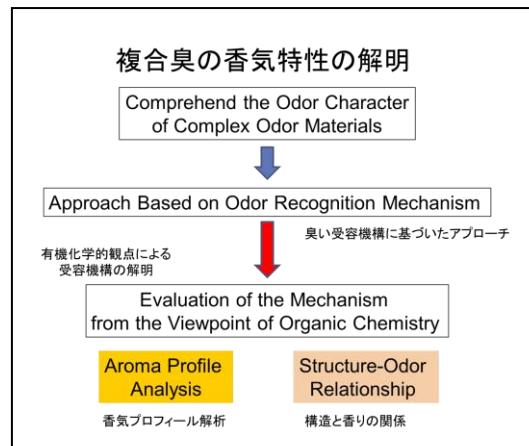 複合臭の香気特性の解明
Comprehend the Odor Character
of Complex Odor Materials
Approach Based on Odor Recognition Mechanism
臭い受容機構に基づいたアプローチ
有機化学的観点による
受容機構の解明
Evaluation of the Mechanism
from the Viewpoint of Organic Chemistry
Aroma Profile
Analysis
香気プロフィール解析
Structure-Odor
Relationship
構造と香りの関係